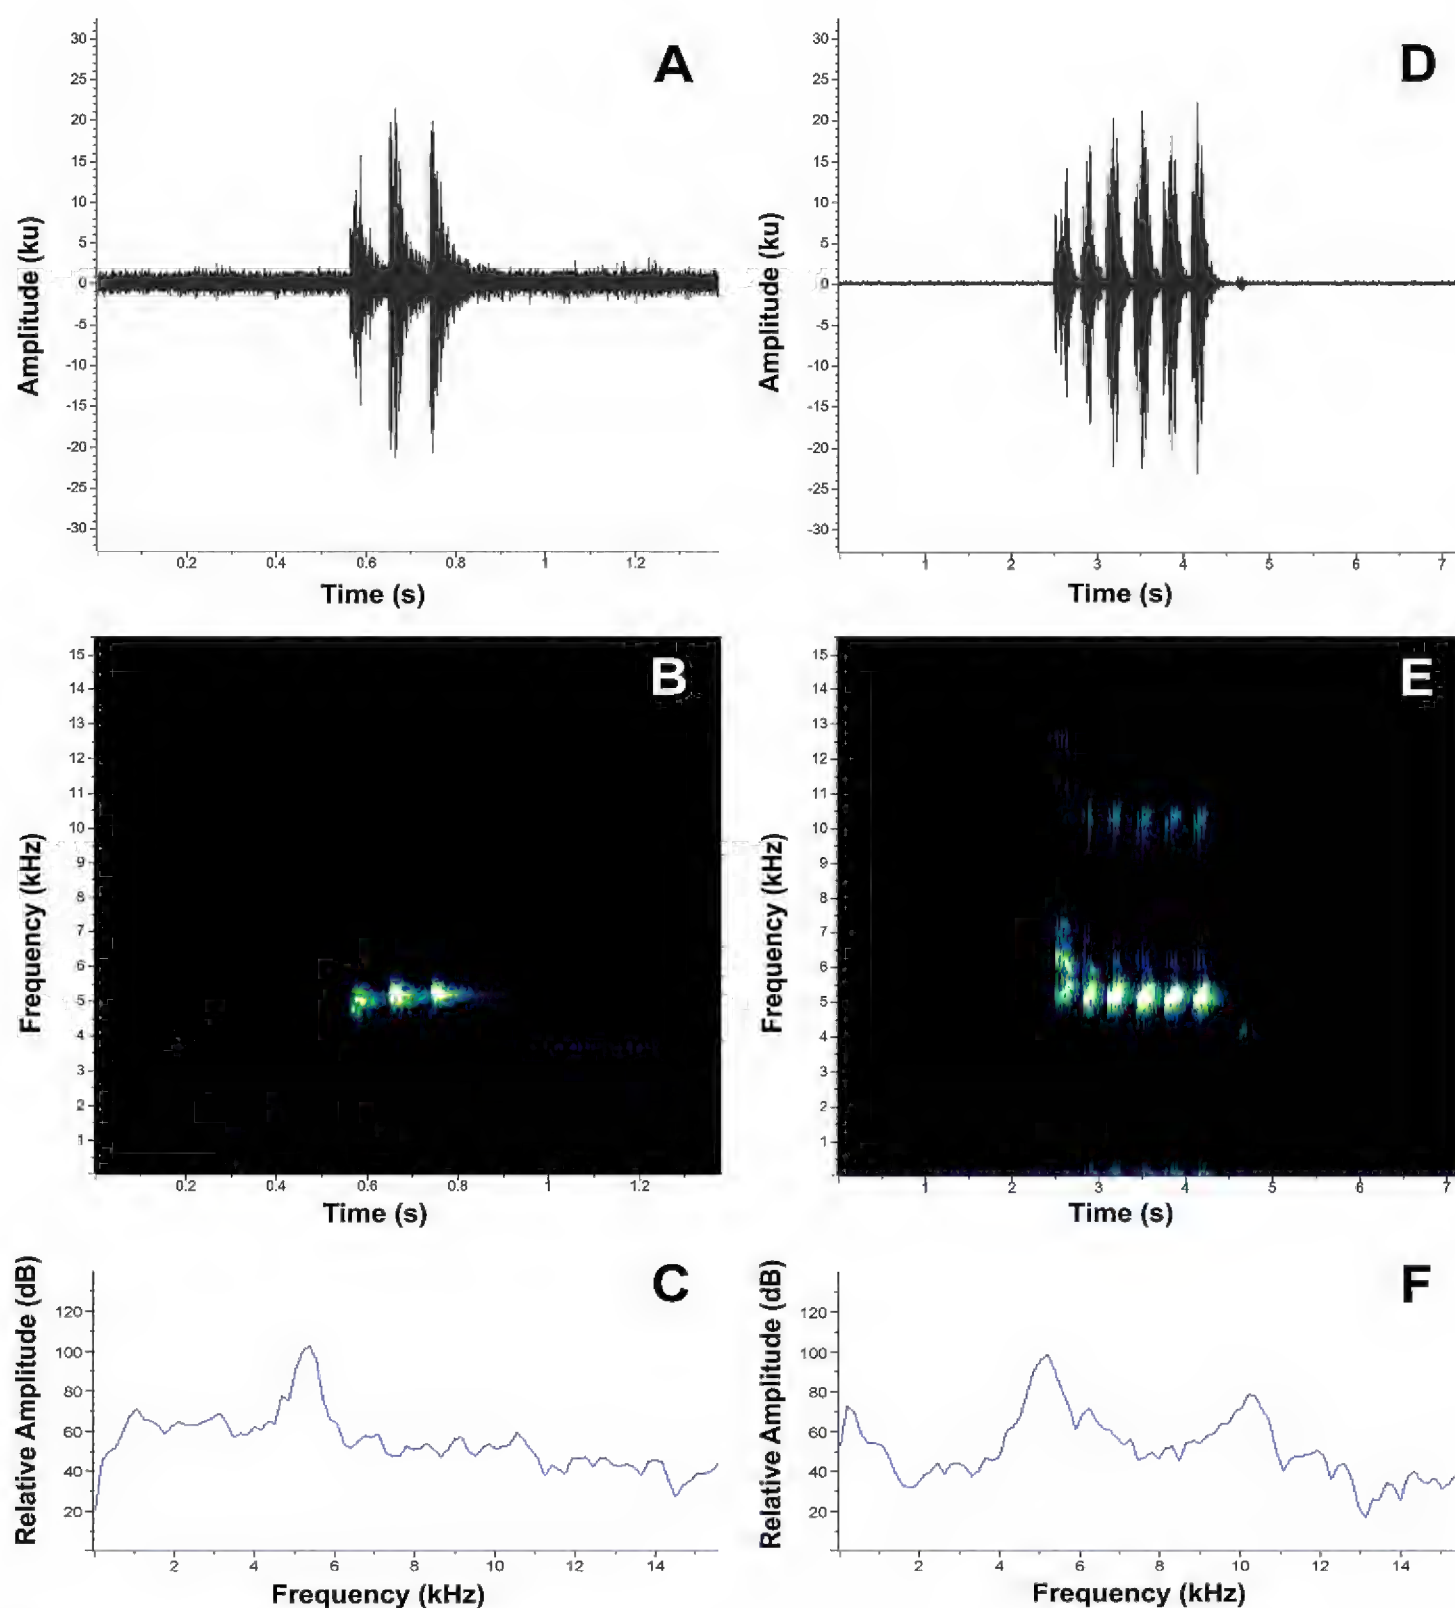 A
30
25
20
15
10
5
0
-5
-10
-15
-20
-25
-30
Amplitude (ku)
0.2 0.4 0.6 0.8 1 1.2
Time (s)
D
30
25
20
15
10
5
0
-5
-10
-15
-20
-25
-30
Amplitude (ku)
1 2 3 4 5 6 7
Time (s)
B
15
14
13
12
11
10
9
8
7
6
5
4
3
2
1
Frequency (kHz)
0.2 0.4 0.6 0.8 1 1.2
Time (s)
E
15
14
13
12
11
10
9
8
7
6
5
4
3
2
1
Frequency (kHz)
1 2 3 4 5 6 7
Time (s)
C
120
100
80
60
40
20
Relative Amplitude (dB)
2 4 6 8 10 12 14
Frequency (kHz)
F
120
100
80
60
40
20
Relative Amplitude (dB)
2 4 6 8 10 12 14
Frequency (kHz)